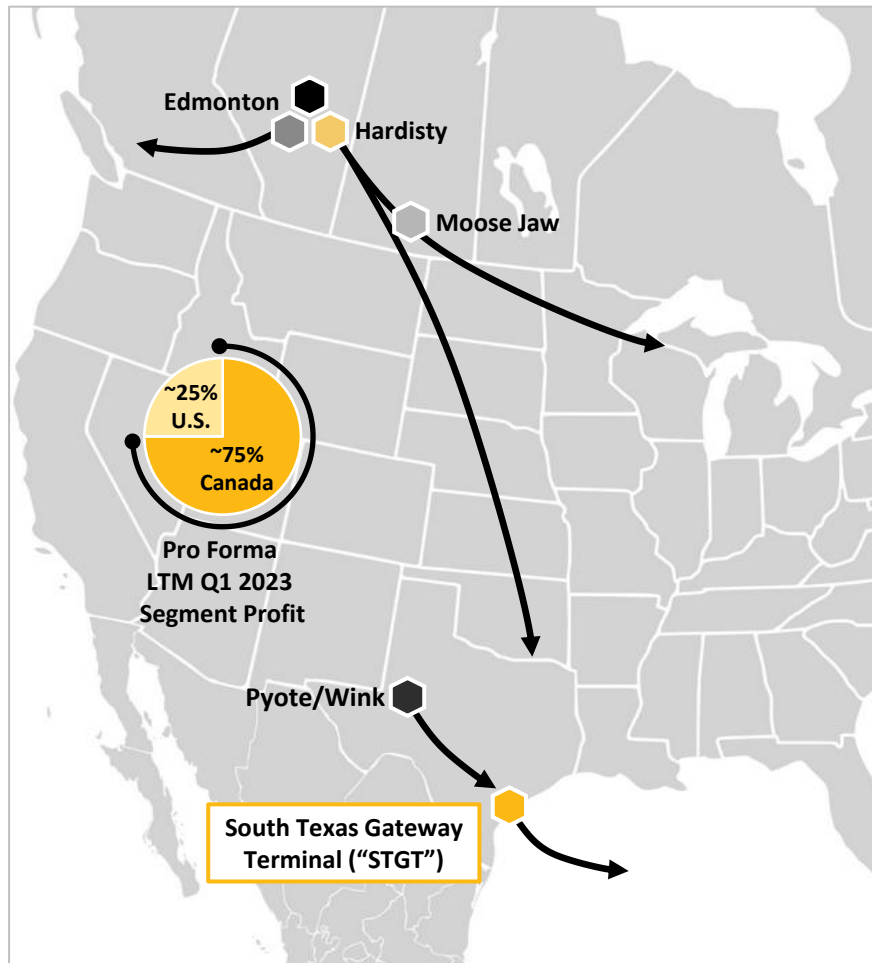 Edmonton
Hardisty
Moose Jaw
~25%
U.S.
~75%
Canada
Pro Forma
LTM Q1 2023
Segment Profit
Pyote/Wink
South Texas Gateway
Terminal (“STGT”)